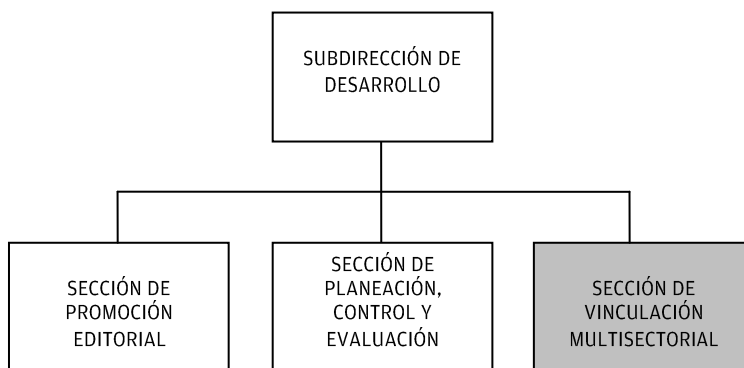 SUBDIRECCIÓN DE
DESARROLLO
SECCIÓN DE
PROMOCIÓN
EDITORIAL
SECCIÓN DE
PLANEACIÓN,
CONTROL Y
EVALUACIÓN
SECCIÓN DE
VINCULACIÓN
MULTISECTORIAL